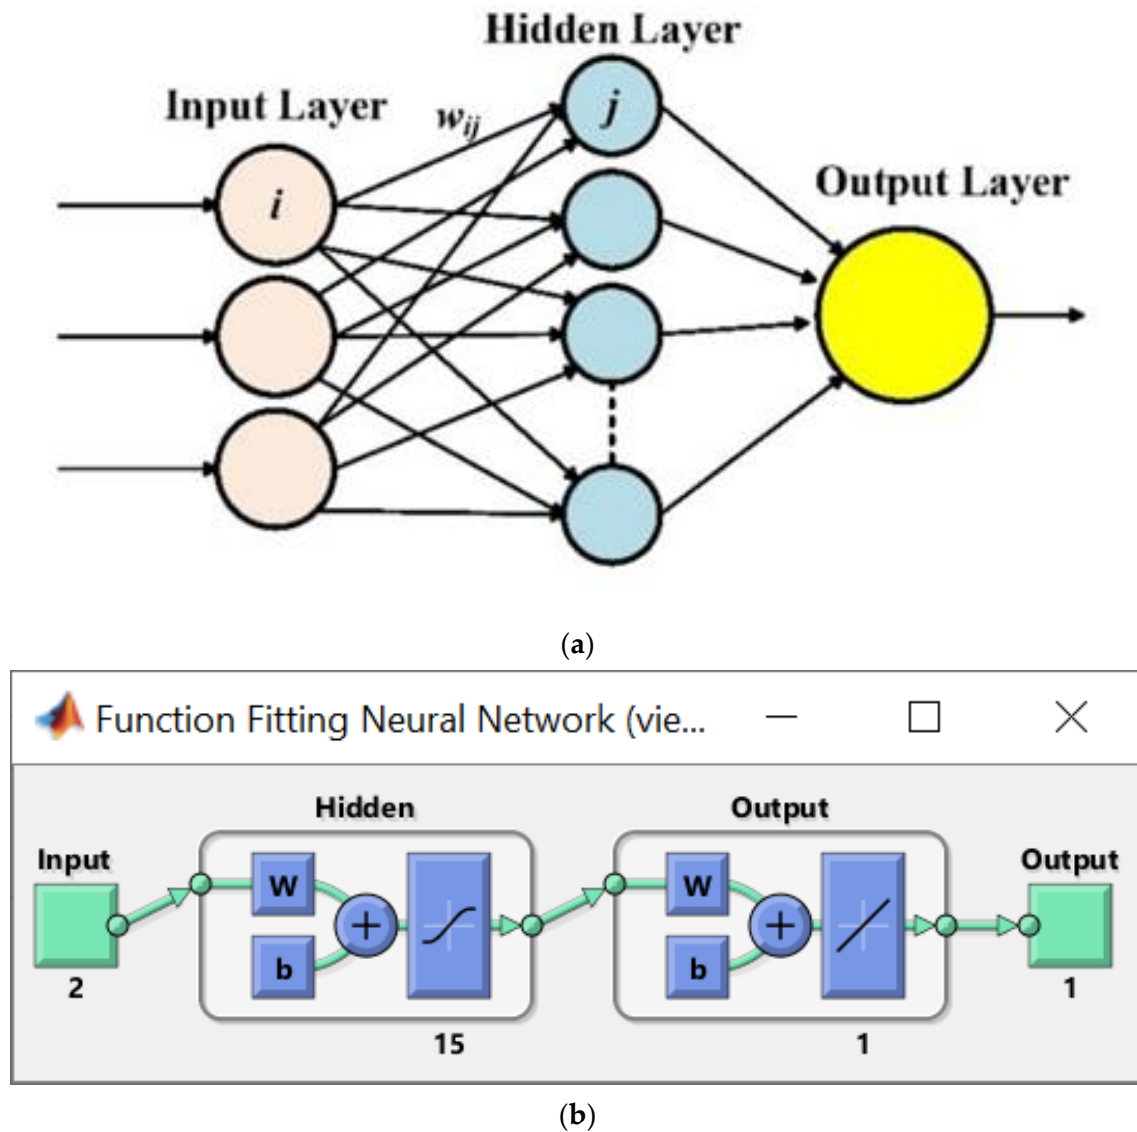 Hidden Layer
Input Layer
w_ij
j
i
Output Layer
(a)
Function Fitting Neural Network (vie...
Hidden
Output
Input
Output
W
W
b
b
2
1
15
1
(b)